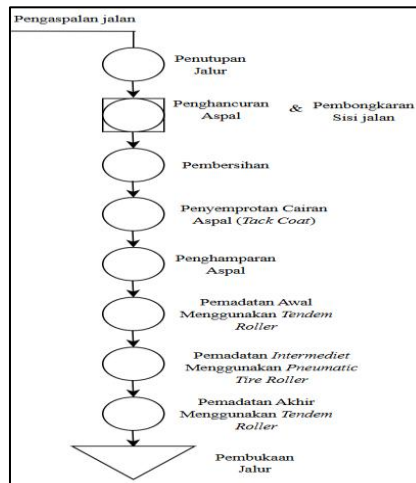 Pengaspalan jalan
Penutupan
Jalur
Penghancuran & Pembongkaran
Aspal Sisi jalan
Pembersihan
Penyemprotan Cairan
Aspal (Tack Coat)
Penghamparan
Aspal
Pemadatan Awal
Menggunakan Tendem
Roller
Pemadatan Intermediet
Menggunakan Pneumatic
Tire Roller
Pemadatan Akhir
Menggunakan Tendem
Roller
Pembukaan
Jalur